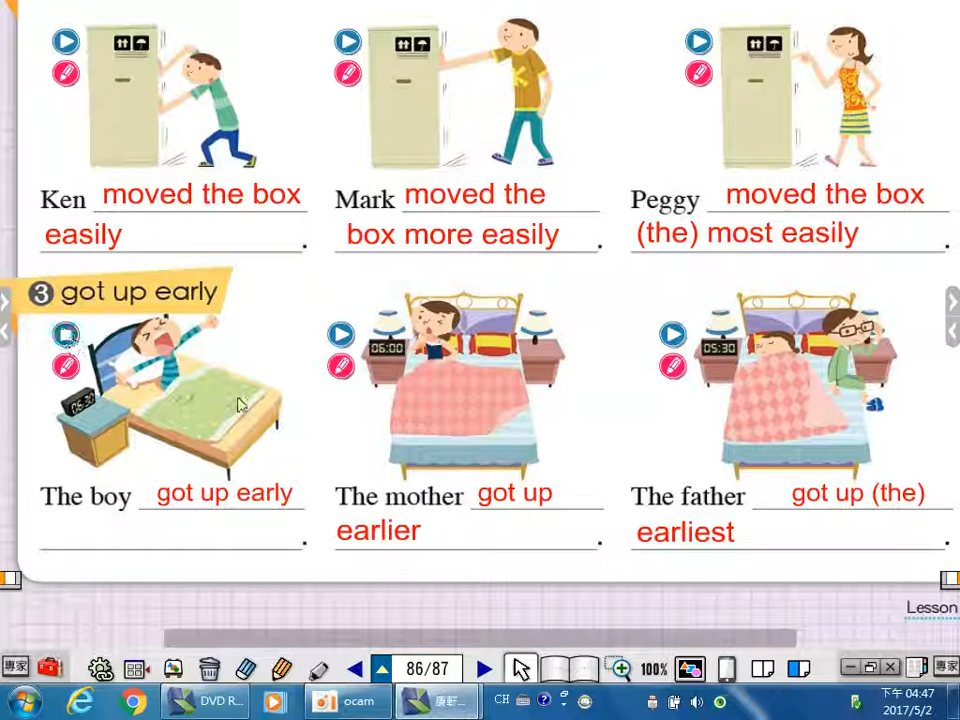 Ken moved the box
easily .
Mark moved the
box more easily .
Peggy moved the box
(the) most easily .
3 got up early
06:30
06:00
05:30
The boy got up early
.
The mother got up
earlier .
The father got up (the)
earliest .
Lesson
專家
86/87
100%
專家
DVD R...
ocam
CH
下午 04:47
2017/5/2